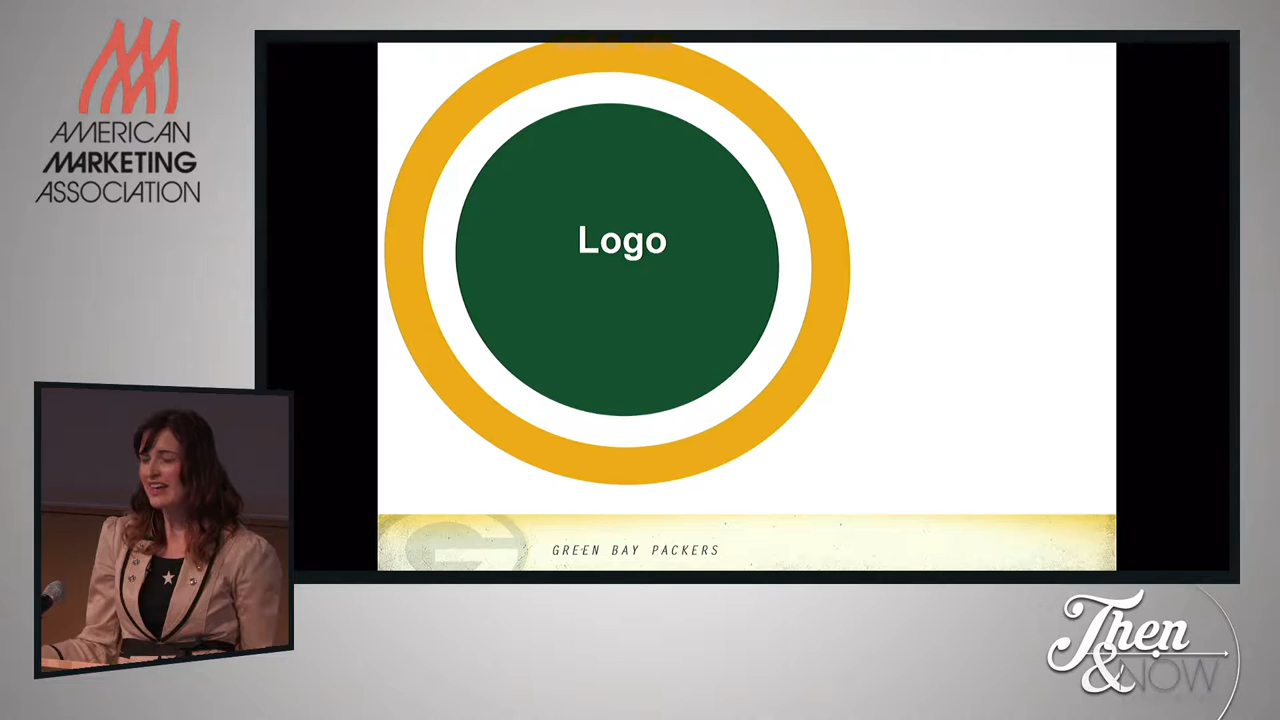 AMERICAN
MARKETING
ASSOCIATION
Logo
GREEN BAY PACKERS
Then
& NOW